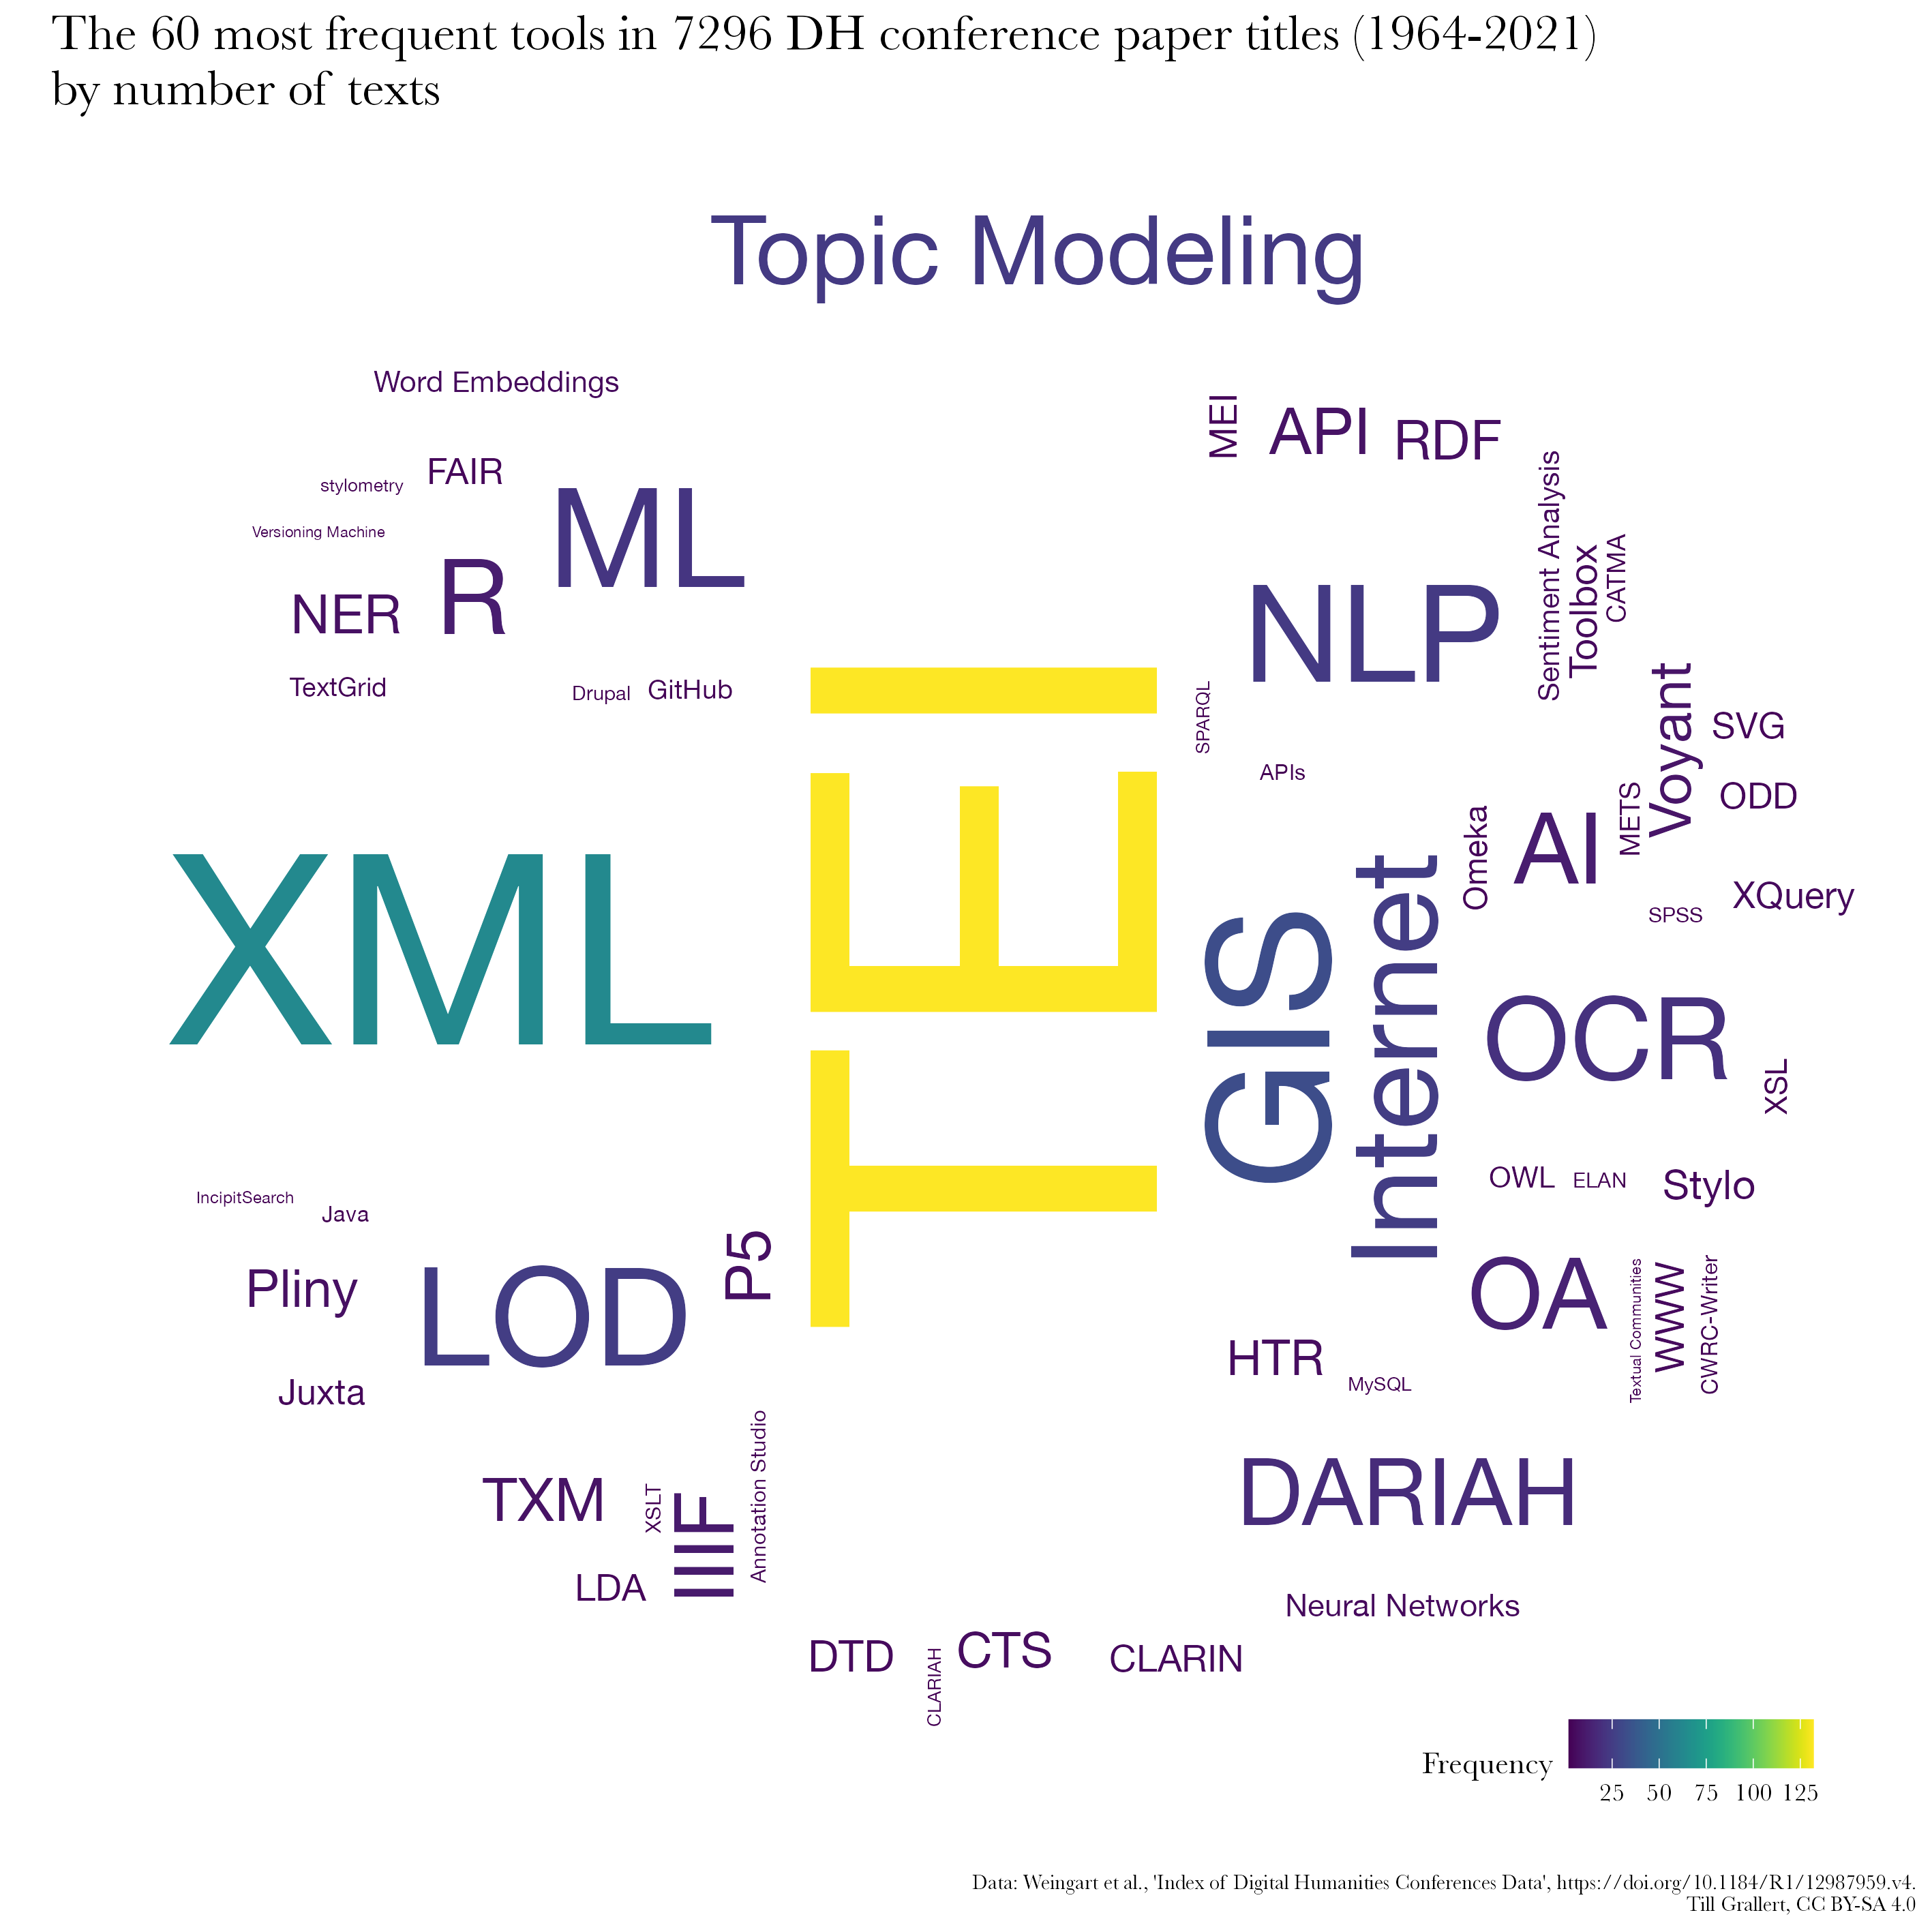 The 60 most frequent tools in 7296 DH conference paper titles (1964-2021)
by number of texts
Topic Modeling
Word Embeddings
MEI
API
RDF
stylometry
FAIR
ML
Sentiment Analysis
Toolbox
CATMA
Versioning Machine
NER
R
NLP
TextGrid
Drupal
GitHub
TEI
SPARQL
Voyant
SVG
APIs
METS
ODD
XML
Omeka
AI
XQuery
SPSS
GIS
Internet
OCR
XSL
IncipitSearch
Java
OWL
ELAN
Stylo
Pliny
LOD
P5
OA
Textual Communities
WWW
CWRC-Writer
Juxta
HTR
MySQL
TXM
XSLT
IIIF
Annotation Studio
DARIAH
LDA
Neural Networks
DTD
CLARIAH
CTS
CLARIN
Frequency
25 50 75 100 125
Data: Weingart et al., 'Index of Digital Humanities Conferences Data', https://doi.org/10.1184/R1/12987959.v4.
Till Grallert, CC BY-SA 4.0